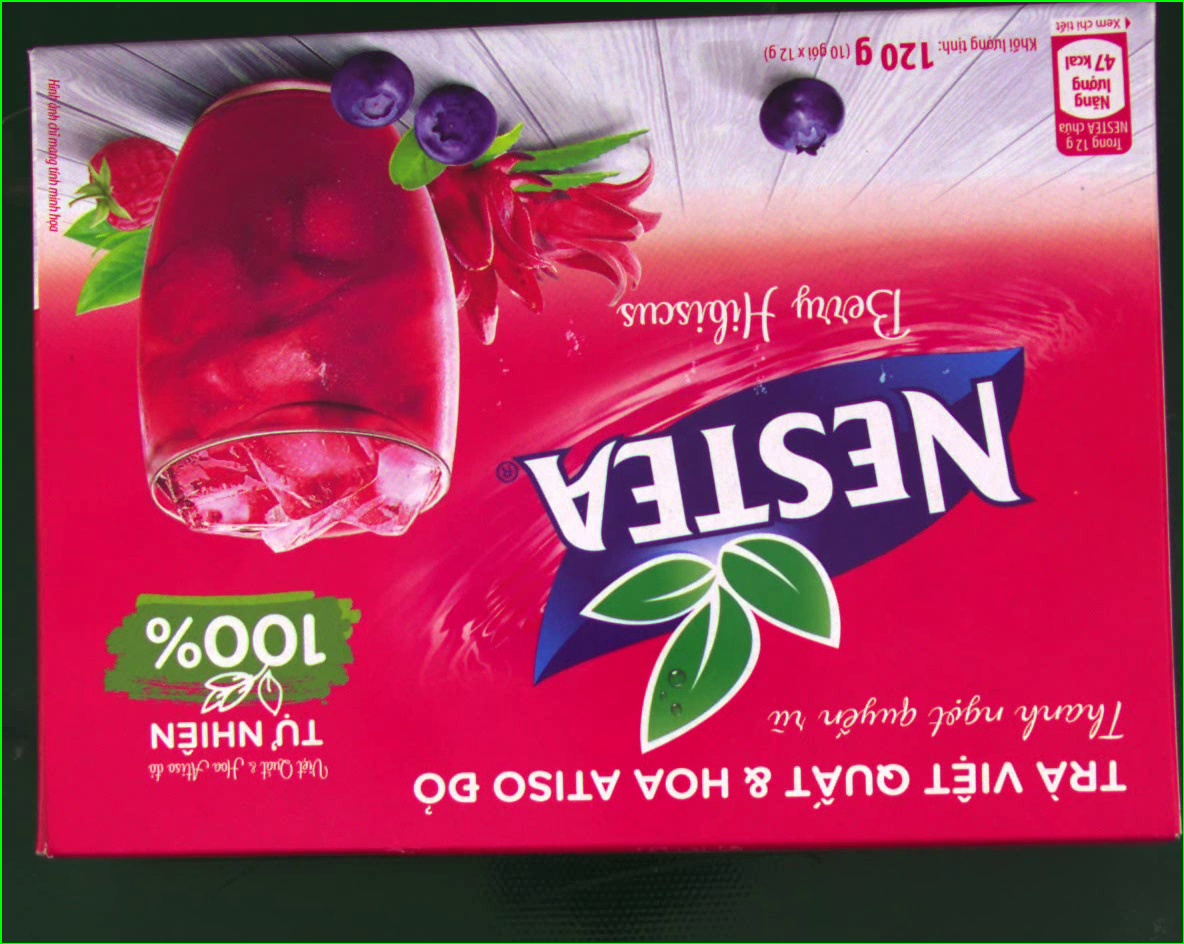 TRÀ VIỆT QUẤT & HOA ATISO ĐỎ
Thanh ngọt quyến rũ
Việt Quất & Hoa Atiso đỏ
TỰ NHIÊN
100%
NESTEA®
Berry Hibiscus
Trong 12 g
NESTEA chứa
Năng
lượng
47 kcal
Xem chi tiết
Khối lượng tịnh: 120 g (10 gói x 12 g)
Hình ảnh chỉ mang tính minh họa